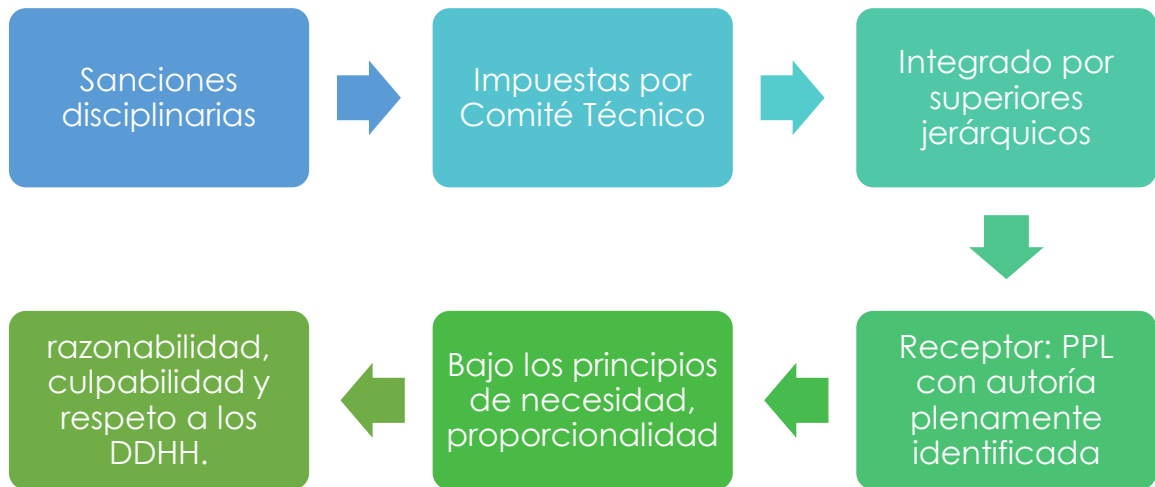 Sanciones
disciplinarias
Impuestas por
Comité Técnico
Integrado por
superiores
jerárquicos
Receptor: PPL
con autoría
plenamente
identificada
Bajo los principios
de necesidad,
proporcionalidad
razonabilidad,
culpabilidad y
respeto a los
DDHH.